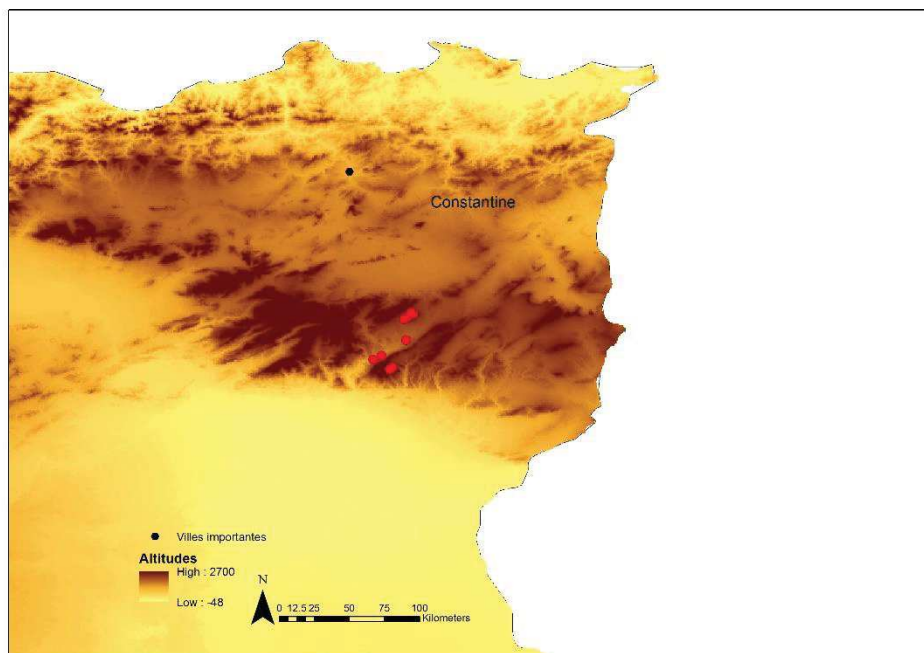 Constantine
Villes importantes
Altitudes
High : 2700
Low : -48
N
0 12.5 25 50 75 100
Kilometers